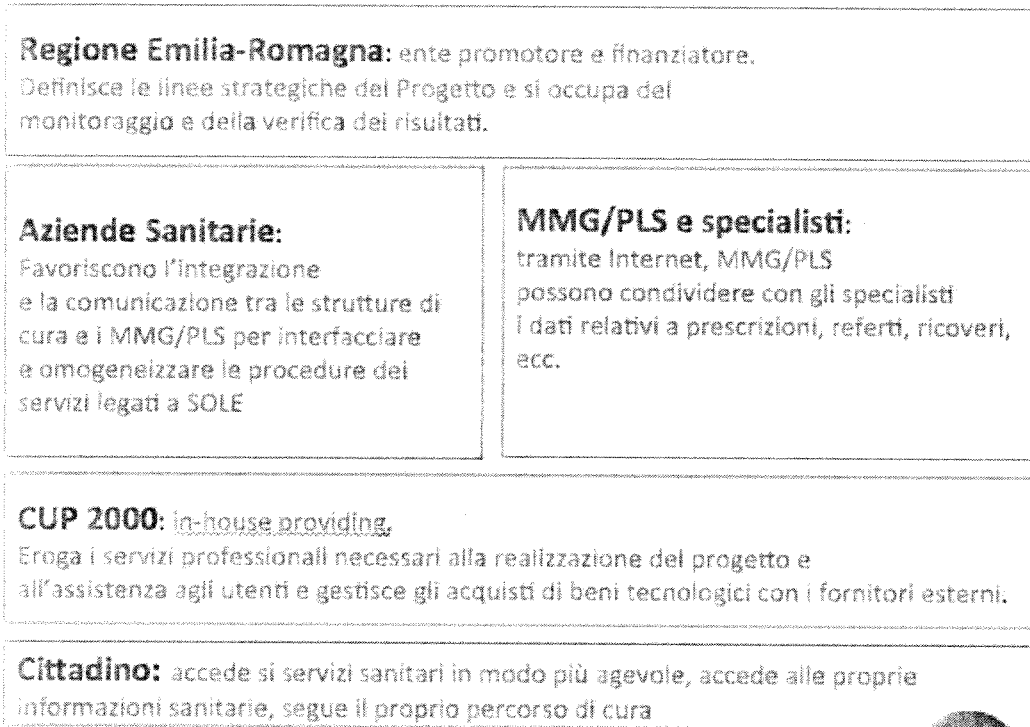 Regione Emilia-Romagna: ente promotore e finanziatore.
Definisce le linee strategiche del Progetto e si occupa del
monitoraggio e della verifica dei risultati.
Aziende Sanitarie:
Favoriscono l'integrazione
e la comunicazione tra le strutture di
cura e i MMG/PLS per interfacciare
e omogeneizzare le procedure dei
servizi legati a SOLE
MMG/PLS e specialisti:
tramite Internet, MMG/PLS
possono condividere con gli specialisti
i dati relativi a prescrizioni, referti, ricoveri,
ecc.
CUP 2000: in-house providing.
Eroga i servizi professionali necessari alla realizzazione del progetto e
all'assistenza agli utenti e gestisce gli acquisti di beni tecnologici con i fornitori esterni.
Cittadino: accede si servizi sanitari in modo più agevole, accede alle proprie
informazioni sanitarie, segue il proprio percorso di cura